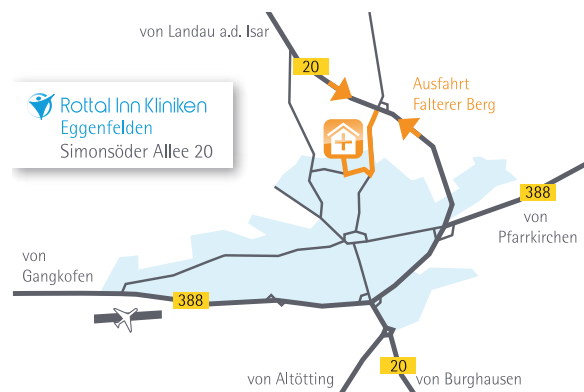 von Landau a.d. Isar
20
Ausfahrt
Falterer Berg
Rottal Inn Kliniken
Eggenfelden
Simonsöder Allee 20
388
von
Pfarrkirchen
von
Gangkofen
388
20
von Altötting
von Burghausen